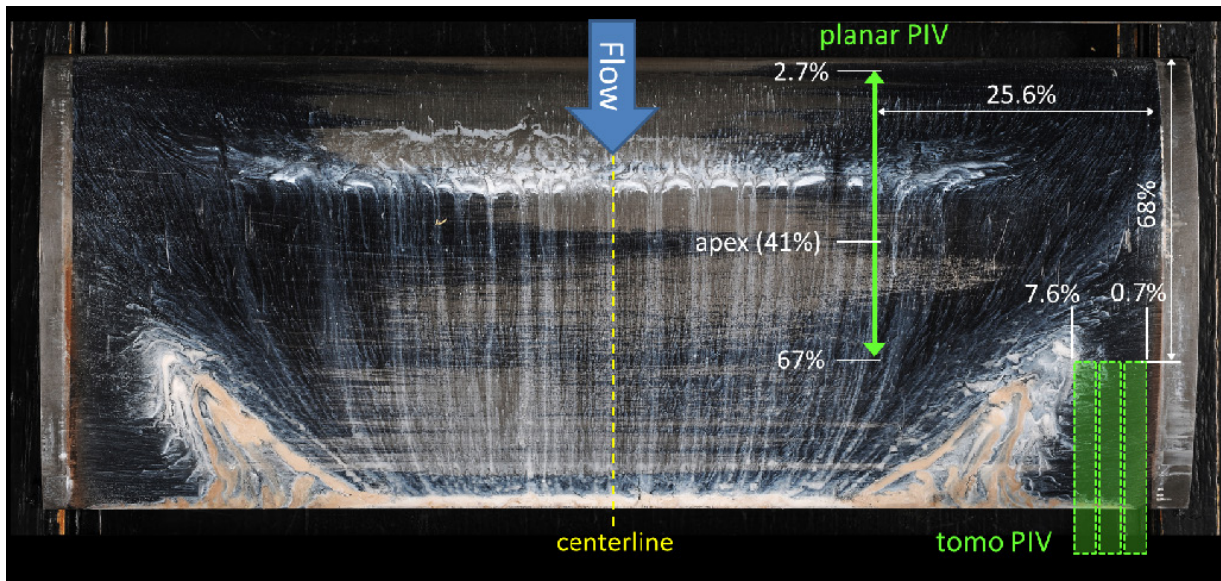 planar PIV
Flow
2.7%
25.6%
68%
apex (41%)
7.6%
0.7%
67%
centerline
tomo PIV